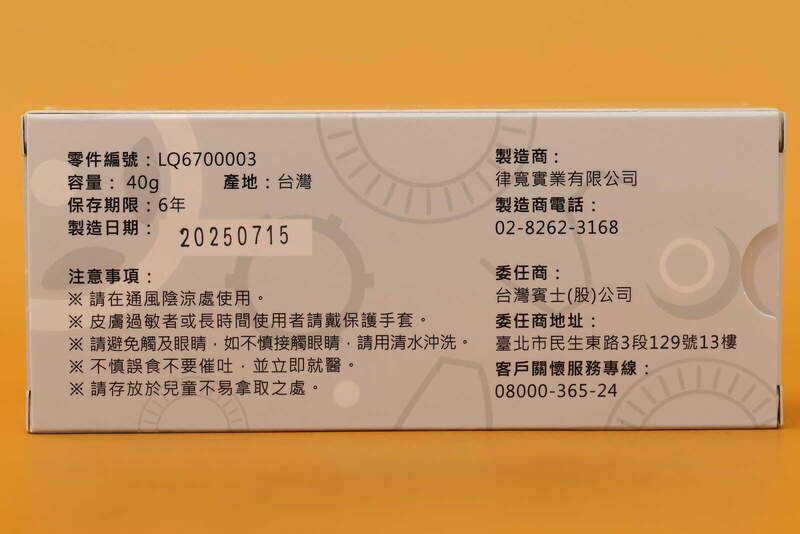 零件編號：LQ6700003
容量： 40g 產地：台灣
保存期限：6年
製造日期： 20250715
注意事項：
※ 請在通風陰涼處使用。
※ 皮膚過敏者或長時間使用者請戴保護手套。
※ 請避免觸及眼睛，如不慎接觸眼睛，請用清水沖洗。
※ 不慎誤食不要催吐，並立即就醫。
※ 請存放於兒童不易拿取之處。
製造商：
律寬實業有限公司
製造商電話：
02-8262-3168
委任商：
台灣賓士(股)公司
委任商地址：
臺北市民生東路3段129號13樓
客戶關懷服務專線：
08000-365-24